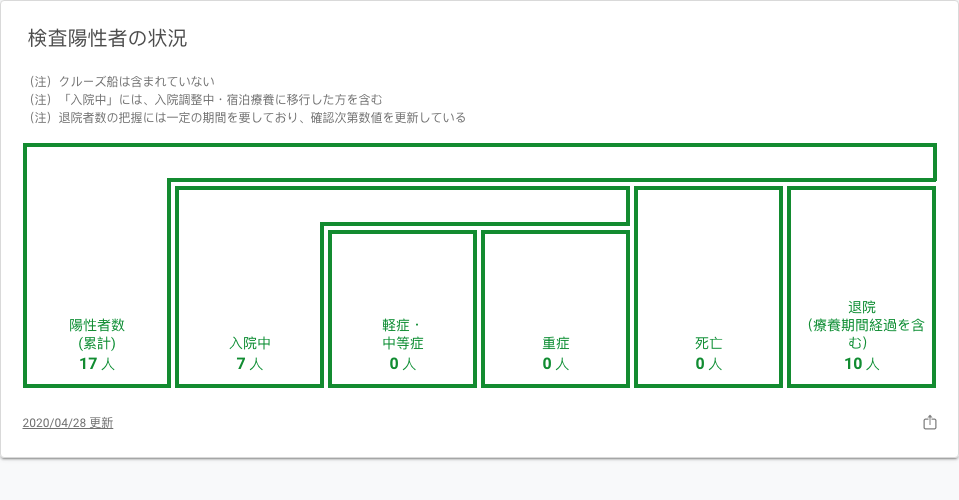 検査陽性者の状況
（注）クルーズ船は含まれていない
（注）「入院中」には、入院調整中・宿泊療養に移行した方を含む
（注）退院者数の把握には一定の期間を要しており、確認次第数値を更新している
陽性者数
(累計)
17 人
入院中
7 人
軽症・
中等症
0 人
重症
0 人
死亡
0 人
退院
（療養期間経過を含
む）
10 人
2020/04/28 更新